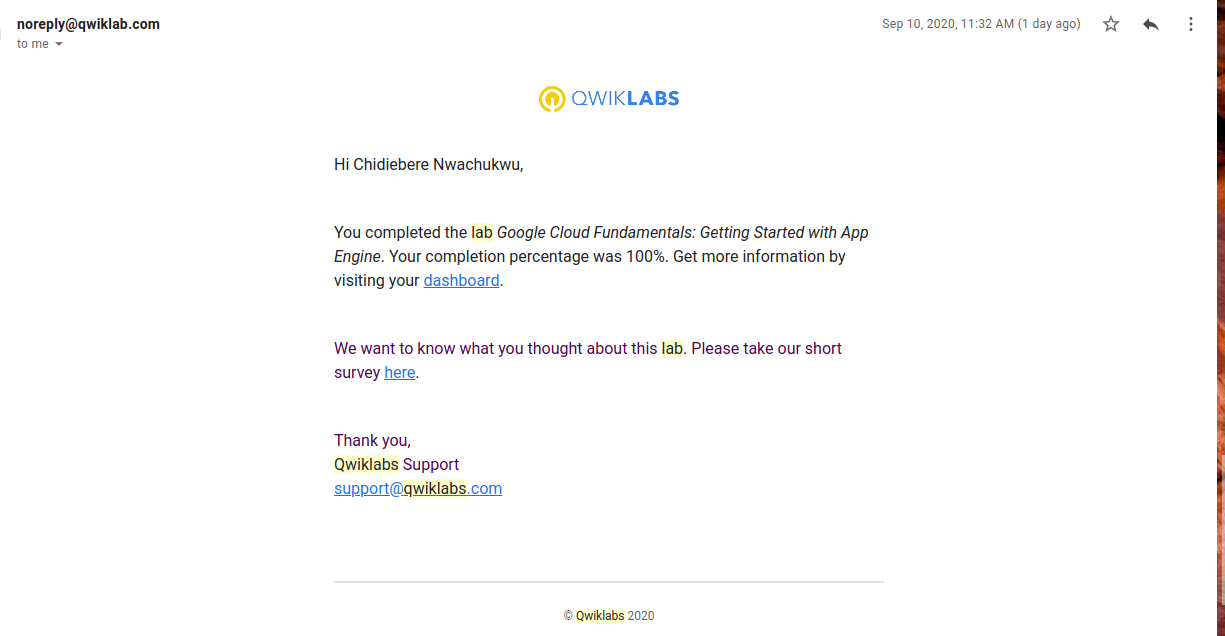 noreply@qwiklab.com
Sep 10, 2020, 11:32 AM (1 day ago)
to me
QWIKLABS
Hi Chidiebere Nwachukwu,
You completed the lab Google Cloud Fundamentals: Getting Started with App
Engine. Your completion percentage was 100%. Get more information by
visiting your dashboard.
We want to know what you thought about this lab. Please take our short
survey here.
Thank you,
Qwiklabs Support
support@qwiklabs.com
© Qwiklabs 2020